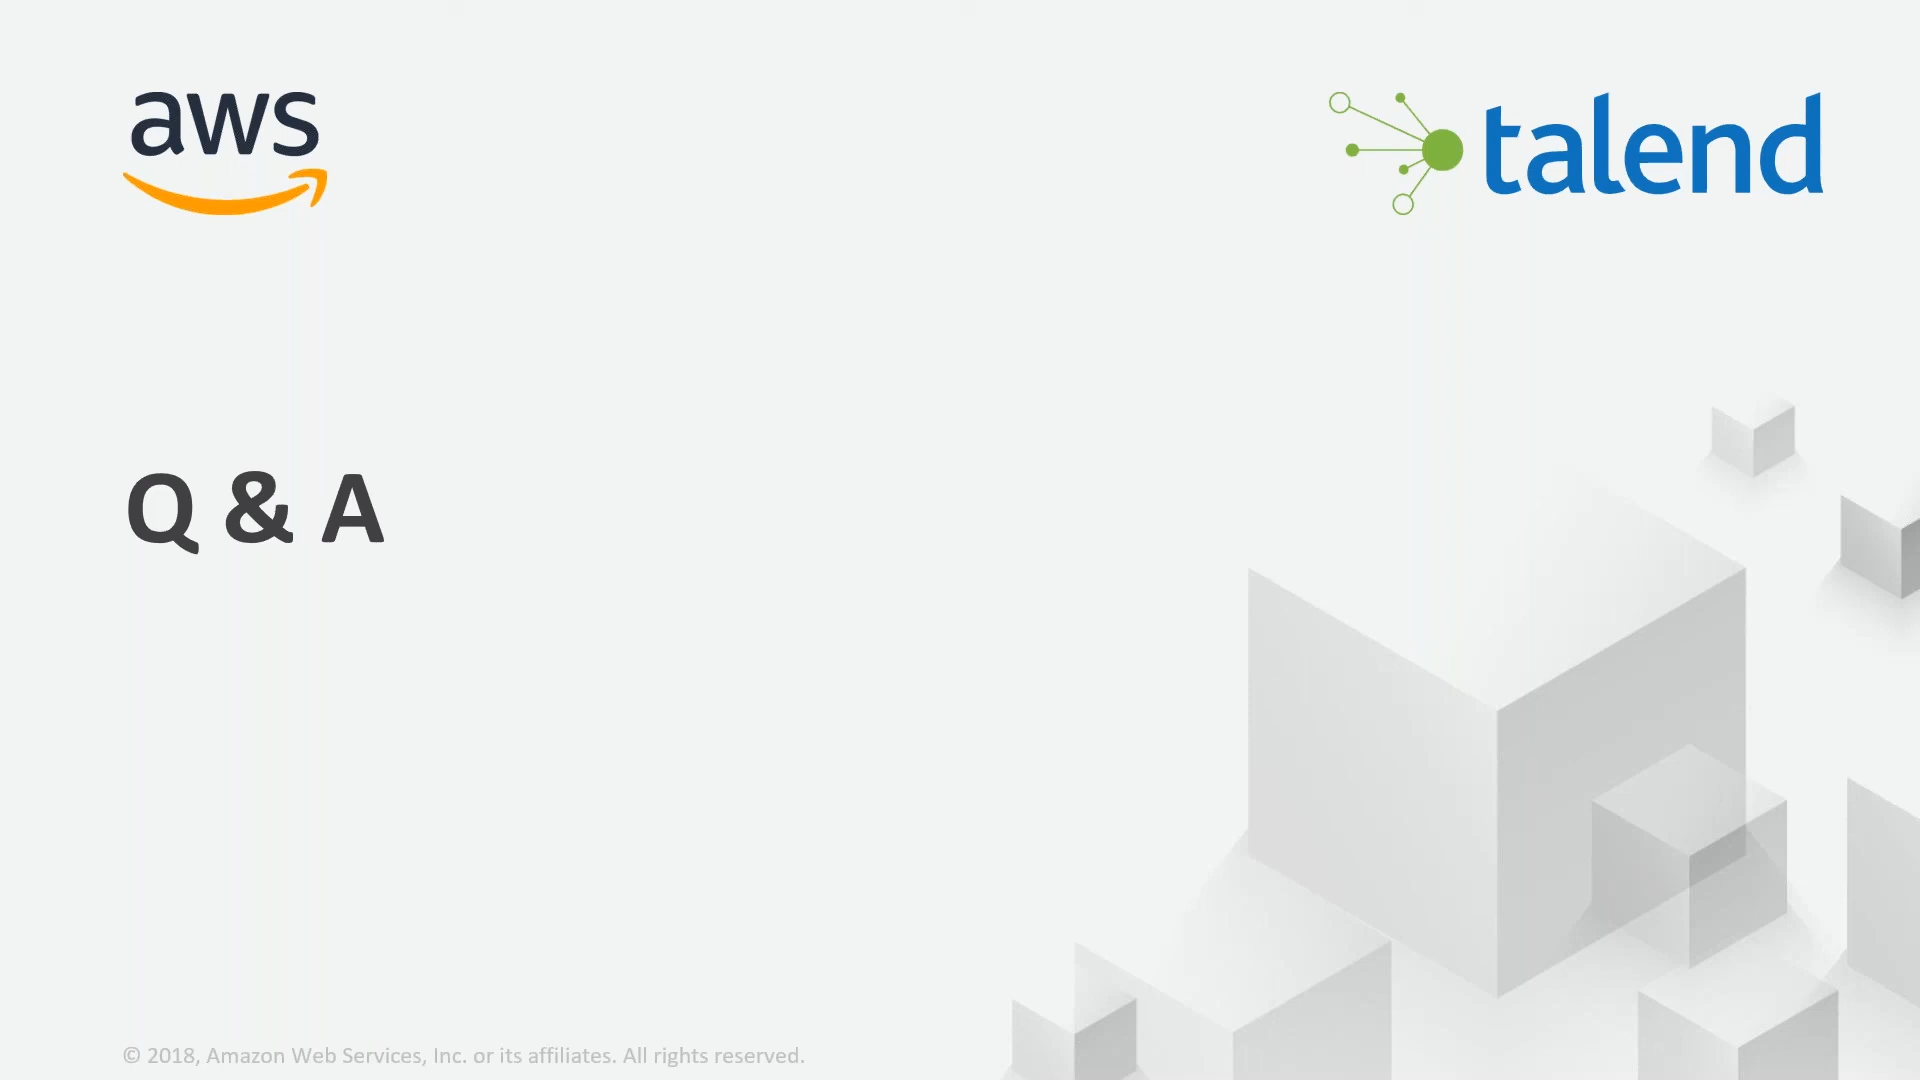 aws
talend
Q & A
© 2018, Amazon Web Services, Inc. or its affiliates. All rights reserved.